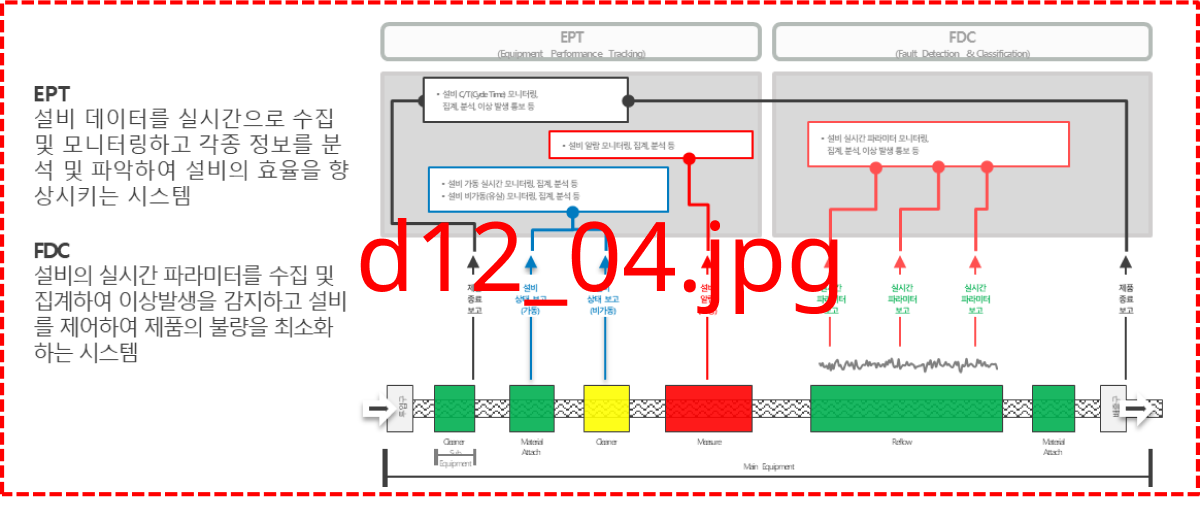 EPT
(Equipment Performance Tracking)
FDC
(Fault Detection & Classification)
EPT
설비 데이터를 실시간으로 수집
및 모니터링하고 각종 정보를 분
석 및 파악하여 설비의 효율을 향
상시키는 시스템
FDC
설비의 실시간 파라미터를 수집 및
집계하여 이상발생을 감지하고 설비
를 제어하여 제품의 불량을 최소화
하는 시스템
• 설비 C/T(Cycle Time) 모니터링,
집계, 분석, 이상 발생 통보 등
• 설비 알람 모니터링, 집계, 분석 등
• 설비 가동 실시간 모니터링, 집계, 분석 등
• 설비 비가동(유실) 모니터링, 집계, 분석 등
• 설비 실시간 파라미터 모니터링,
집계, 분석, 이상 발생 통보 등
d12_04.jpg
종료
보고
설비
상태 보고
(가동)
상태 보고
(비가동)
파라미터
실시간
파라미터
보고
실시간
파라미터
보고
제품
종료
보고
투입구
Cleaner
Sub
Equipment
Material
Attach
Cleaner
Measure
Reflow
Material
Attach
Main Equipment